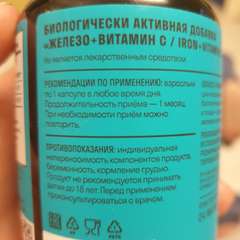 БИОЛОГИЧЕСКИ АКТИВНАЯ ДОБАВКА
«ЖЕЛЕЗО+ВИТАМИН С / IRON+
Не является лекарственным средством
РЕКОМЕНДАЦИИ ПО ПРИМЕНЕНИЮ: взрослым
по 1 капсуле в любое время дня.
Продолжительность приёма — 1 месяц.
При необходимости приём можно
повторить.
ПРОТИВОПОКАЗАНИЯ: индивидуальная
непереносимость компонентов продукта,
беременность, кормление грудью.
Продукт не рекомендуется принимать
детям до 18 лет. Перед применением
проконсультироваться с врачом.
ЕАС